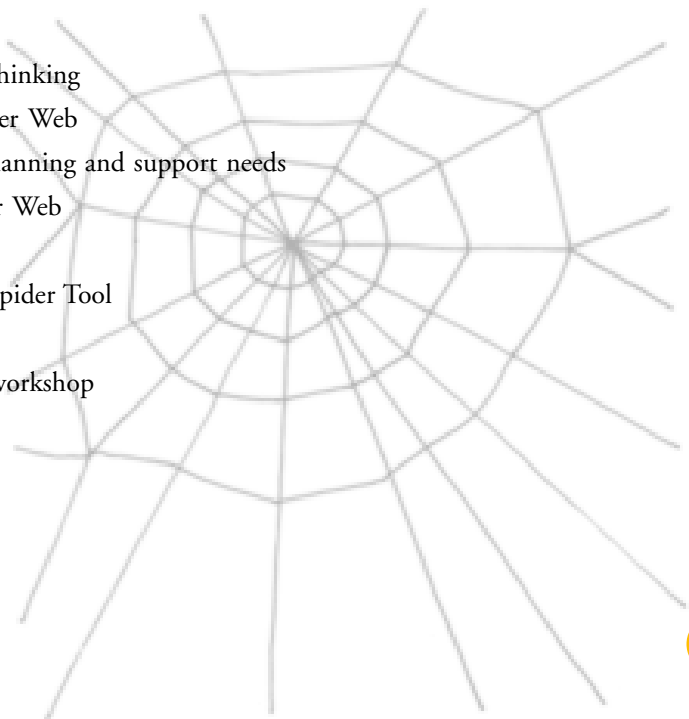 hinking
er Web
anning and support needs
r Web
pider Tool
workshop